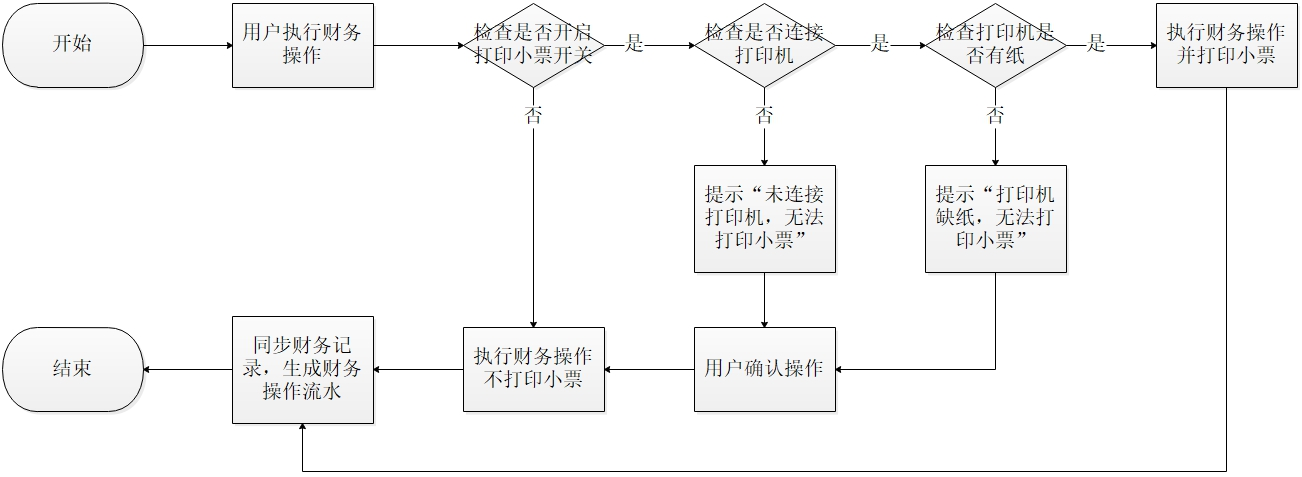 开始
用户执行财务
操作
检查是否开启
打印小票开关
是
检查是否连接
打印机
是
检查打印机是
否有纸
是
执行财务操作
并打印小票
否
否
否
提示“未连接
打印机，无法
打印小票”
提示“打印机
缺纸，无法打
印小票”
结束
同步财务记
录，生成财务
操作流水
执行财务操作
不打印小票
用户确认操作